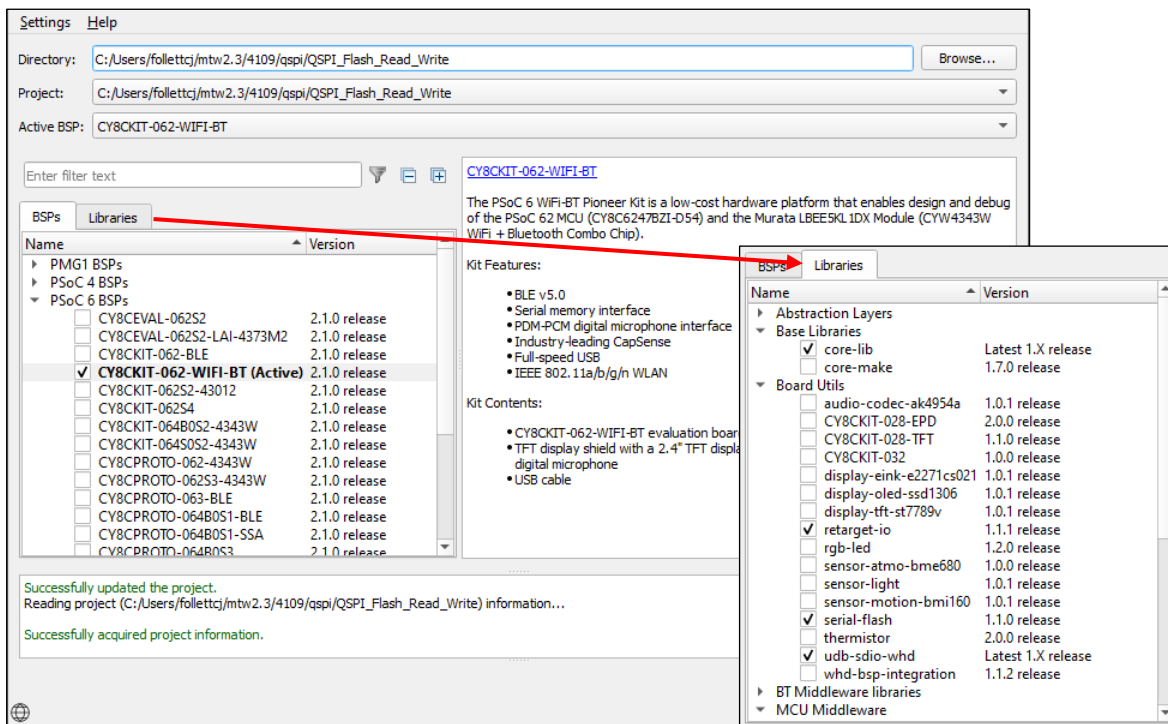 Settings Help
Directory: C:/Users/follettcj/mtw2.3/4109/qspi/QSPI_Flash_Read_Write Browse...
Project: C:/Users/follettcj/mtw2.3/4109/qspi/QSPI_Flash_Read_Write
Active BSP: CY8CKIT-062-WIFI-BT
Enter filter text
BSPs Libraries
Name Version
PMG1 BSPs
PSoC 4 BSPs
PSoC 6 BSPs
CY8CEVAL-062S2 2.1.0 release
CY8CEVAL-062S2-LAI-4373M2 2.1.0 release
CY8CKIT-062-BLE 2.1.0 release
CY8CKIT-062-WIFI-BT (Active) 2.1.0 release
CY8CKIT-062S2-43012 2.1.0 release
CY8CKIT-062S4 2.1.0 release
CY8CKIT-064B0S2-4343W 2.1.0 release
CY8CKIT-064S0S2-4343W 2.1.0 release
CY8CPROTO-062-4343W 2.1.0 release
CY8CPROTO-062S3-4343W 2.1.0 release
CY8CPROTO-063-BLE 2.1.0 release
CY8CPROTO-064B0S1-BLE 2.1.0 release
CY8CPROTO-064B0S1-SSA 2.1.0 release
CY8CPROTO-064B0S3 2.1.0 release
CY8CKIT-062-WIFI-BT
The PSoC 6 WiFi-BT Pioneer Kit is a low-cost hardware platform that enables design and debug
of the PSoC 62 MCU (CY8C6247BZI-D54) and the Murata LBEE5KL1DX Module (CYW4343W
WiFi + Bluetooth Combo Chip).
Kit Features:
• BLE v5.0
• Serial memory interface
• PDM-PCM digital microphone interface
• Industry-leading CapSense
• Full-speed USB
• IEEE 802.11a/b/g/n WLAN
Kit Contents:
• CY8CKIT-062-WIFI-BT evaluation boar
• TFT display shield with a 2.4" TFT displa
digital microphone
• USB cable
Successfully updated the project.
Reading project (C:/Users/follettcj/mtw2.3/4109/qspi/QSPI_Flash_Read_Write) information...
Successfully acquired project information.
BSPs Libraries
Name Version
Abstraction Layers
Base Libraries
core-lib Latest 1.X release
core-make 1.7.0 release
Board Utils
audio-codec-ak4954a 1.0.1 release
CY8CKIT-028-EPD 2.0.0 release
CY8CKIT-028-TFT 1.1.0 release
CY8CKIT-032 1.0.0 release
display-eink-e2271cs021 1.0.1 release
display-oled-ssd1306 1.0.1 release
display-tft-st7789v 1.0.1 release
retarget-io 1.1.1 release
rgb-led 1.2.0 release
sensor-atmo-bme680 1.0.0 release
sensor-light 1.0.1 release
sensor-motion-bmi160 1.0.1 release
serial-flash 1.1.0 release
thermistor 2.0.0 release
udb-sdio-whd Latest 1.X release
whd-bsp-integration 1.1.2 release
BT Middleware libraries
MCU Middleware